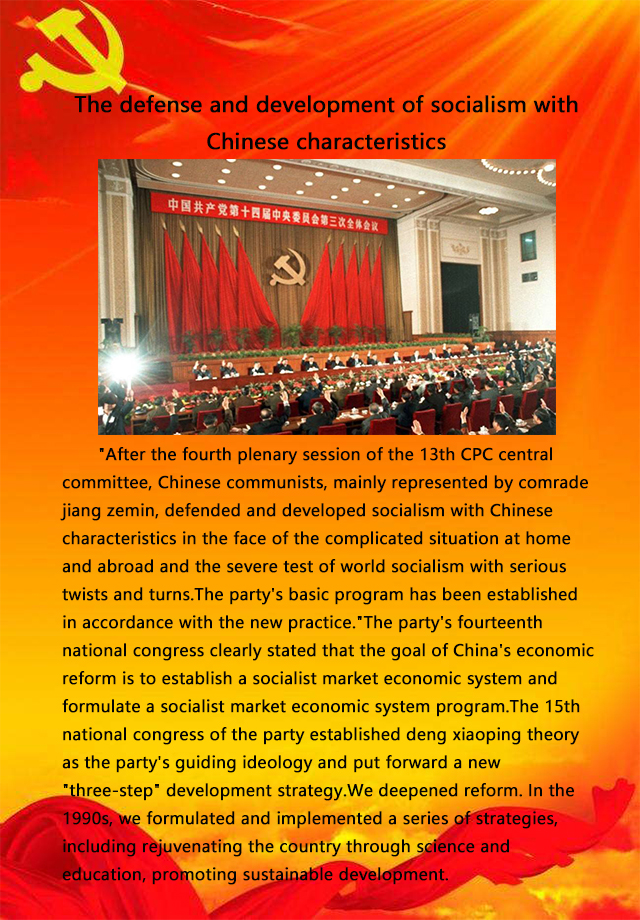 The defense and development of socialism with
Chinese characteristics
中国共产党第十四届中央委员会第三次全体会议
"After the fourth plenary session of the 13th CPC central
committee, Chinese communists, mainly represented by comrade
jiang zemin, defended and developed socialism with Chinese
characteristics in the face of the complicated situation at home
and abroad and the severe test of world socialism with serious
twists and turns.The party's basic program has been established
in accordance with the new practice."The party's fourteenth
national congress clearly stated that the goal of China's economic
reform is to establish a socialist market economic system and
formulate a socialist market economic system program.The 15th
national congress of the party established deng xiaoping theory
as the party's guiding ideology and put forward a new
"three-step" development strategy.We deepened reform. In the
1990s, we formulated and implemented a series of strategies,
including rejuvenating the country through science and
education, promoting sustainable development.